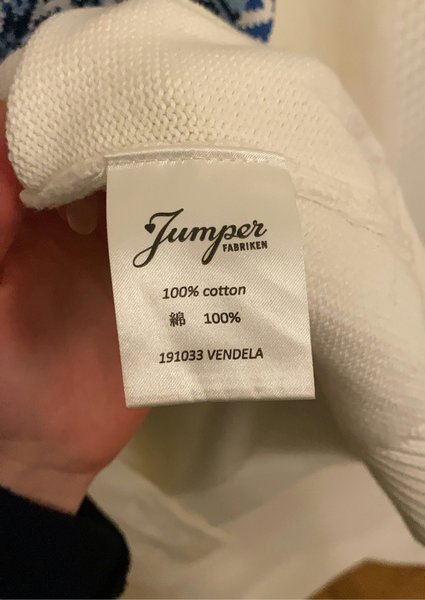 Jumper
FABRIKEN
100% cotton
綿 100%
191033 VENDELA